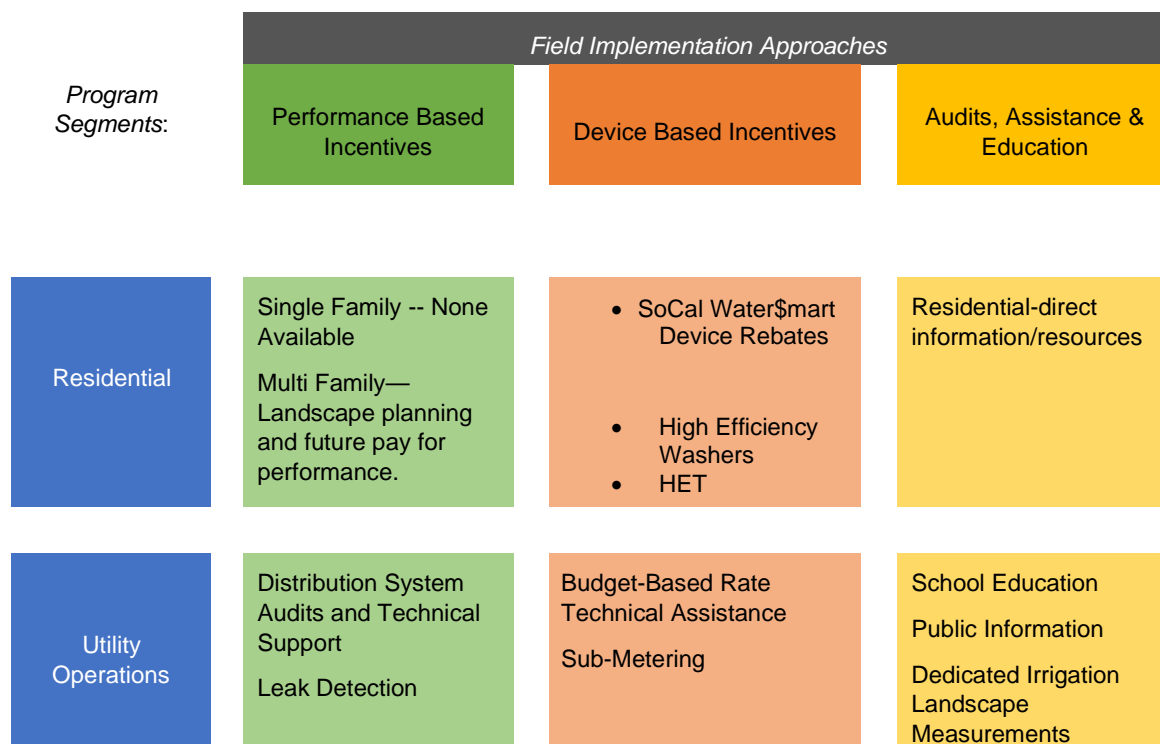 Field Implementation Approaches
Program
Segments:
Performance Based
Incentives
Device Based Incentives
Audits, Assistance &
Education
Residential
Single Family -- None
Available
Multi Family—
Landscape planning
and future pay for
performance.
• SoCal Water$mart
Device Rebates
• High Efficiency
Washers
• HET
Residential-direct
information/resources
Utility
Operations
Distribution System
Audits and Technical
Support
Leak Detection
Budget-Based Rate
Technical Assistance
Sub-Metering
School Education
Public Information
Dedicated Irrigation
Landscape
Measurements